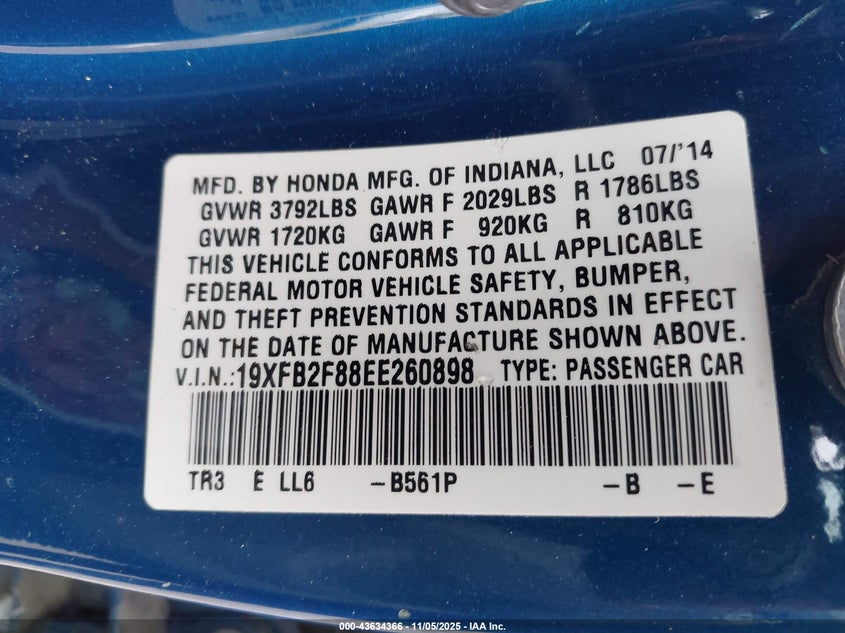 MFD. BY HONDA MFG. OF INDIANA, LLC 07/'14
GVWR 3792LBS GAWR F 2029LBS R 1786LBS
GVWR 1720KG GAWR F 920KG R 810KG
THIS VEHICLE CONFORMS TO ALL APPLICABLE
FEDERAL MOTOR VEHICLE SAFETY, BUMPER,
AND THEFT PREVENTION STANDARDS IN EFFECT
ON THE DATE OF MANUFACTURE SHOWN ABOVE.
V.I.N.:19XFB2F88EE260898 TYPE: PASSENGER CAR
TR3 E LL6 -B561P -B -E
000-43634366 - 11/05/2025 - IAA Inc.